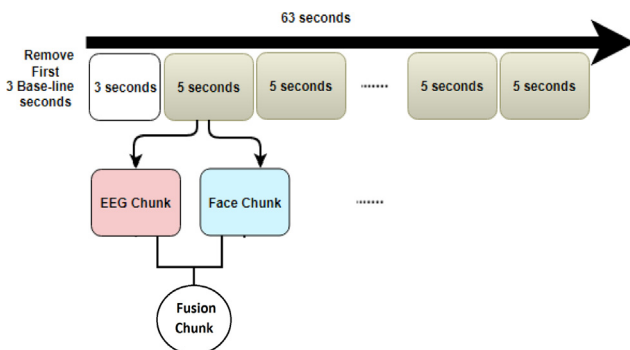 63 seconds
Remove
First
3 Base-line
seconds
3 seconds
5 seconds
5 seconds
........
5 seconds
5 seconds
EEG Chunk
Face Chunk
........
Fusion
Chunk